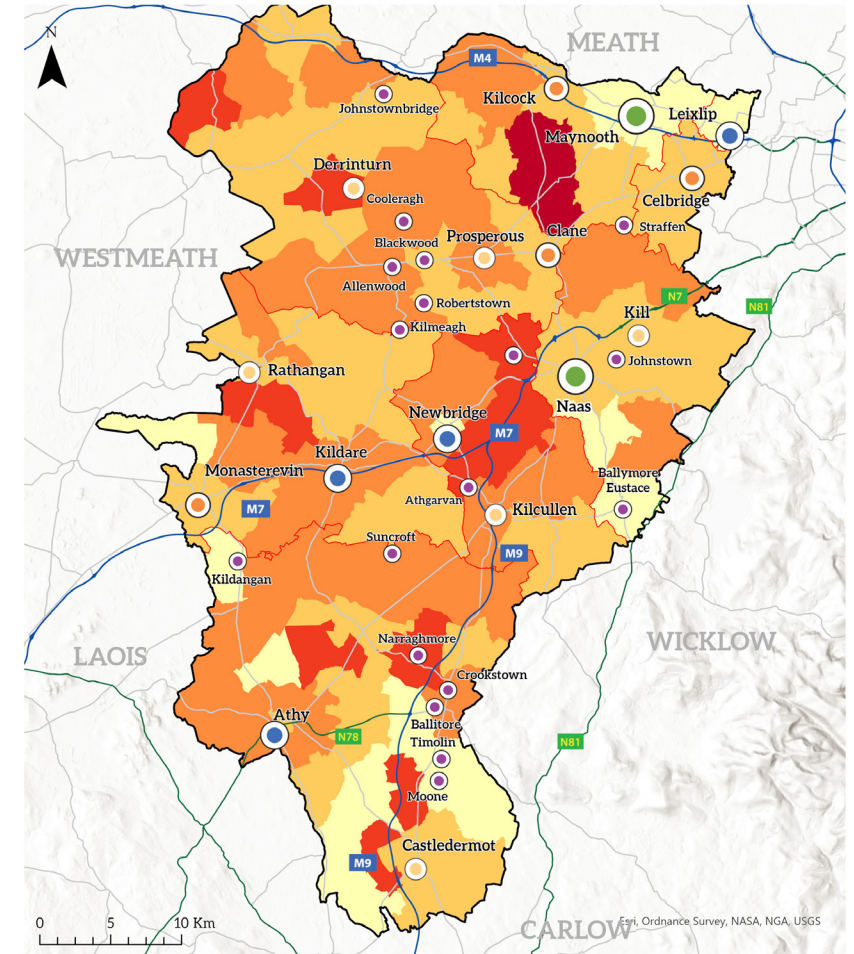 N
MEATH
M4
Kilcock
Johnstownbridge
Maynooth
Leixlip
Derrinturn
Cooleragh
Celbridge
Straffen
Blackwood
Prosperous
Clane
WESTMEATH
Allenwood
Robertstown
N7
N81
Kill
Kilmeagh
Johnstown
Rathangan
Naas
Newbridge
M7
Kildare
Monasterevin
Ballymore
Eustace
Athgarvan
M7
Kilcullen
Suncroft
M9
Kildangan
LAOIS
Narraghmore
WICKLOW
Crookstown
Athy
Ballitore
N78
Timolin
N81
Moone
Castledermot
M9
0 5 10 Km
CARLOW
Esri, Ordnance Survey, NASA, NGA, USGS